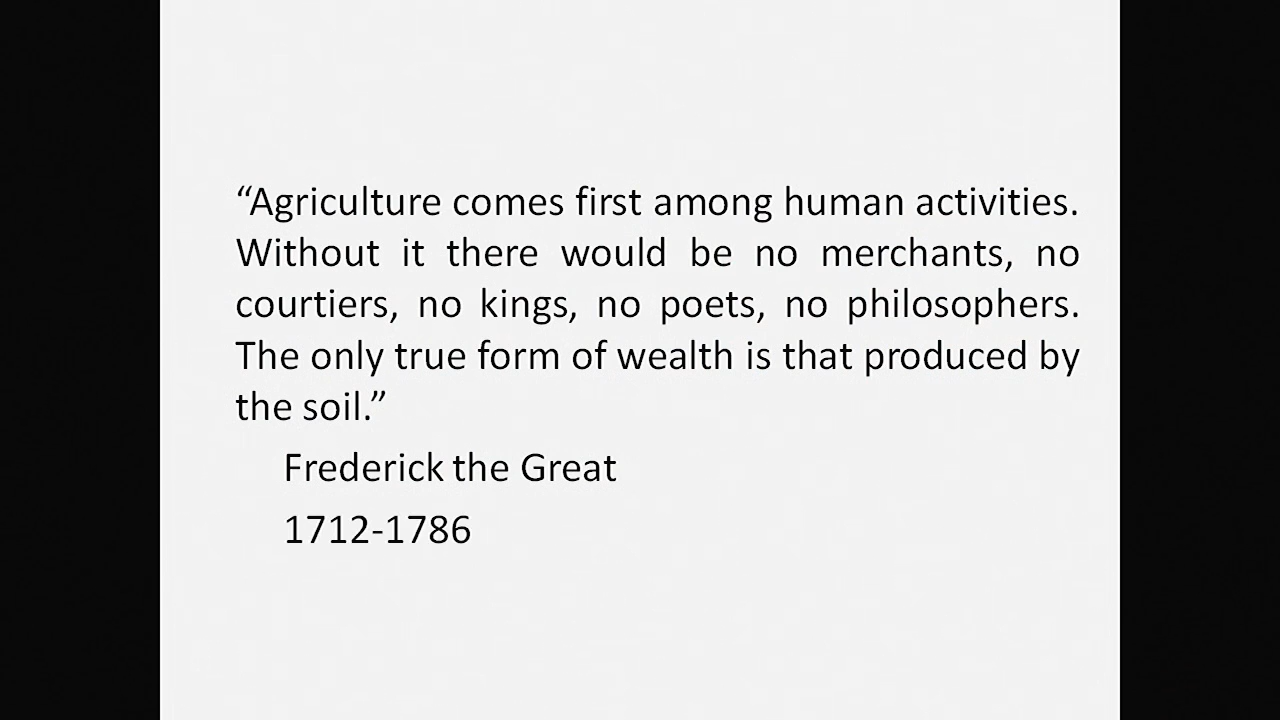 “Agriculture comes first among human activities.
Without it there would be no merchants, no
courtiers, no kings, no poets, no philosophers.
The only true form of wealth is that produced by
the soil.”
Frederick the Great
1712-1786